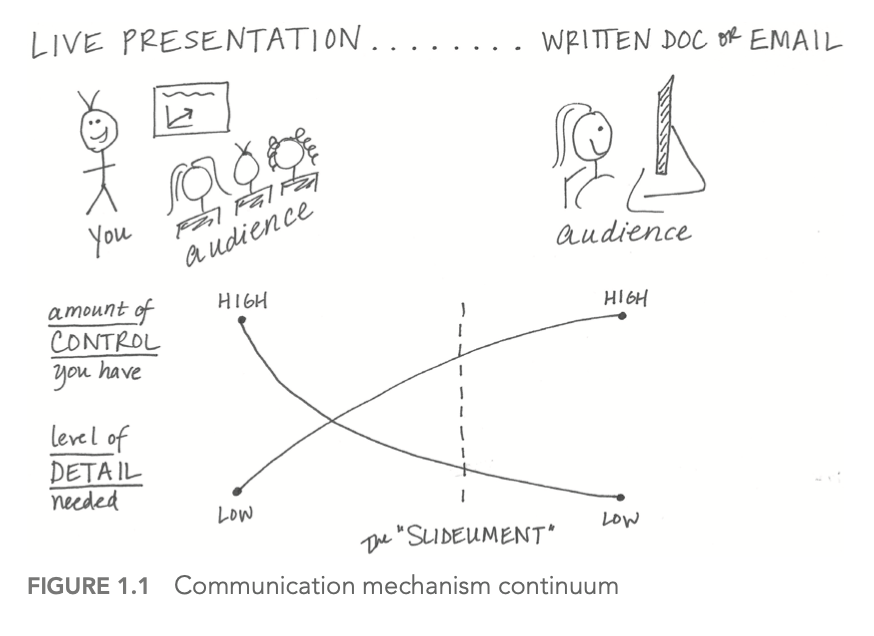 LIVE PRESENTATION........ WRITTEN DOC OR EMAIL
you
audience
audience
amount of
CONTROL
you have
HIGH
HIGH
level of
DETAIL
needed
LOW
LOW
The "SLIDEUMENT"
FIGURE 1.1 Communication mechanism continuum